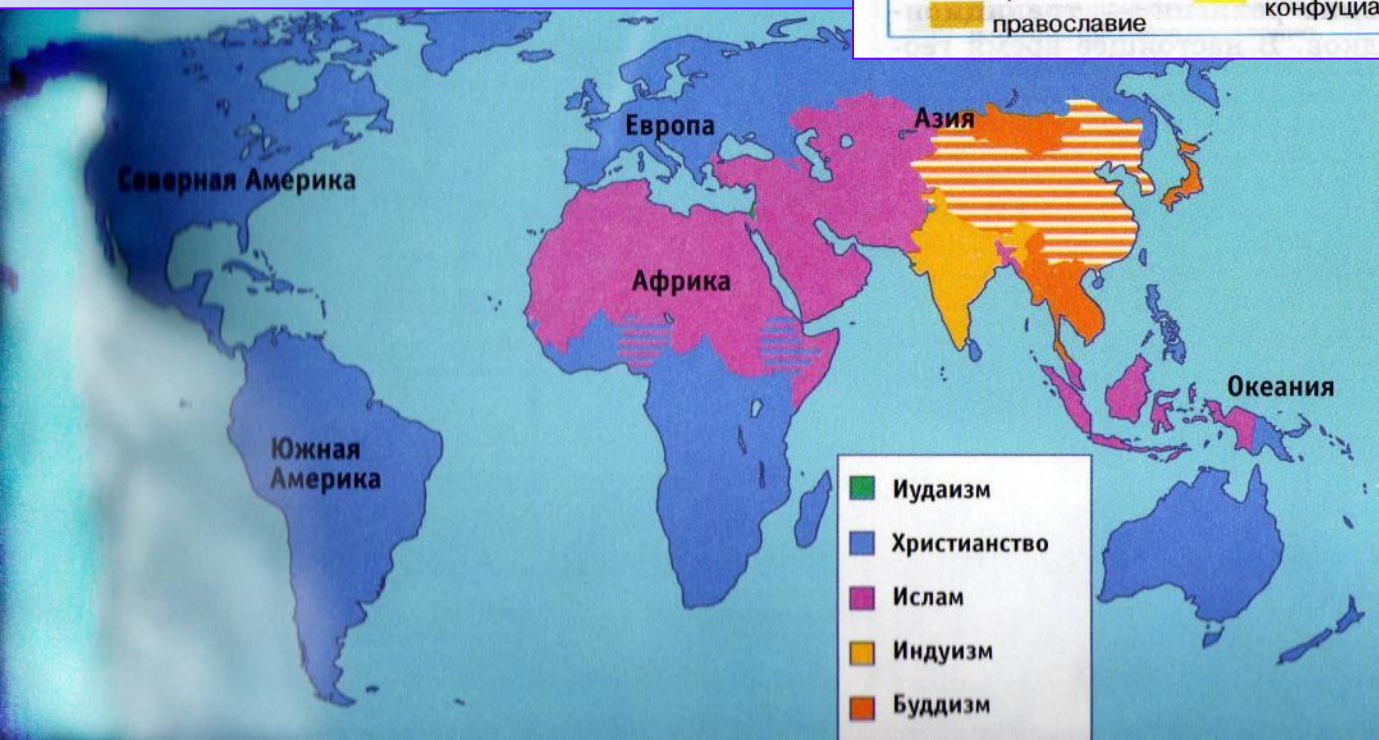 православие
конфуциа
Европа
Азия
Северная Америка
Африка
Океания
Южная
Америка
Иудаизм
Христианство
Ислам
Индуизм
Буддизм